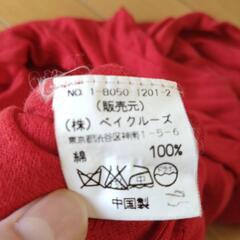 NO. 1-8050-1201-2
(販売元)
(株) ベイクルーズ
東京都渋谷区神南1-5-6
綿 100%
中国製